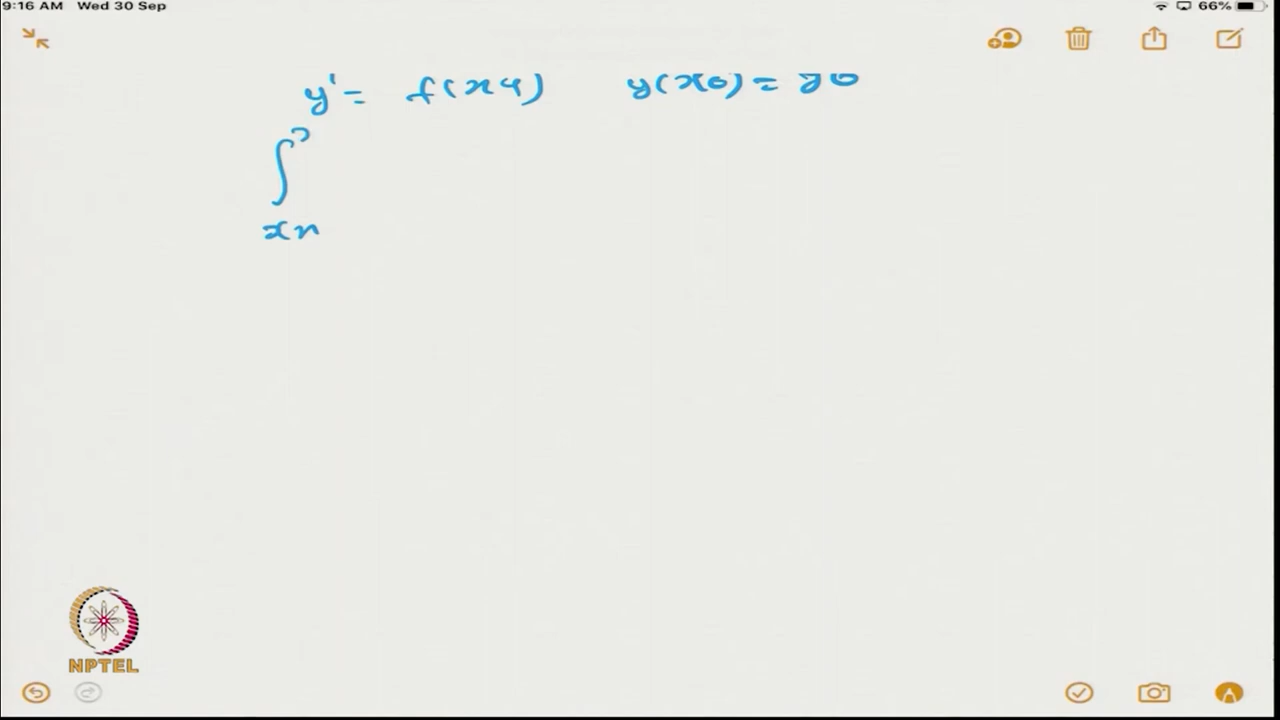 9:16 AM Wed 30 Sep 66%
y' = f(x y) y(x0) = y0
∫
xn
NPTEL